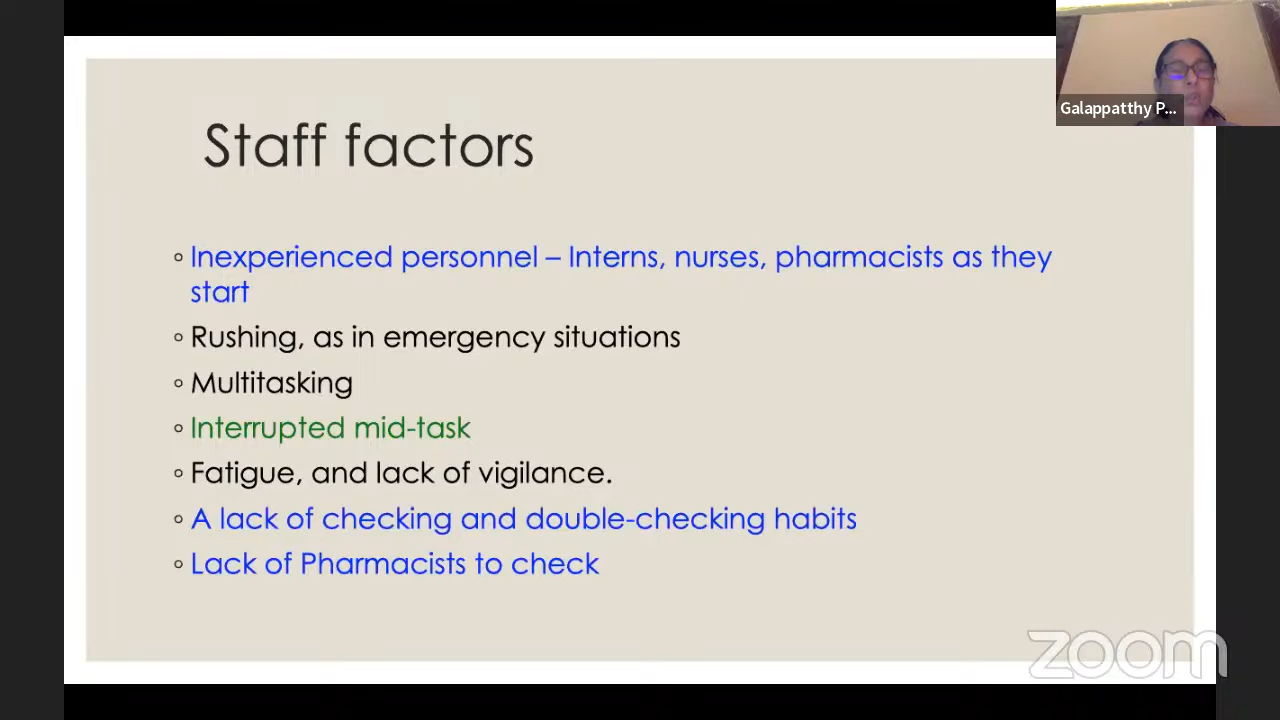 Galappatthy P...
Staff factors
◦ Inexperienced personnel – Interns, nurses, pharmacists as they
start
◦ Rushing, as in emergency situations
◦ Multitasking
◦ Interrupted mid-task
◦ Fatigue, and lack of vigilance.
◦ A lack of checking and double-checking habits
◦ Lack of Pharmacists to check
zoom